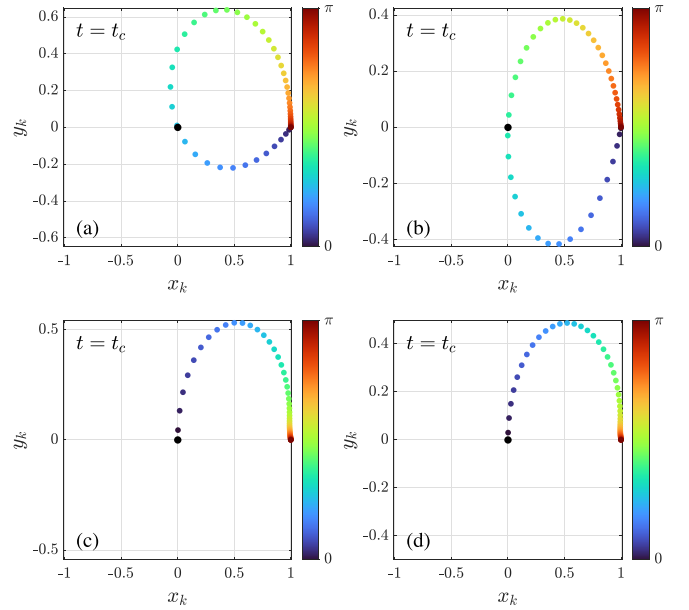 0.6
0.4
0.2
0
-0.2
-0.4
-0.6
y_k
t = t_c
(a)
-1
-0.5
0
0.5
1
x_k
π
0
0.4
0.2
0
-0.2
-0.4
y_k
t = t_c
(b)
-1
-0.5
0
0.5
1
x_k
π
0
0.5
0
-0.5
y_k
t = t_c
(c)
-1
-0.5
0
0.5
1
x_k
π
0
0.4
0.2
0
-0.2
-0.4
y_k
t = t_c
(d)
-1
-0.5
0
0.5
1
x_k
π
0